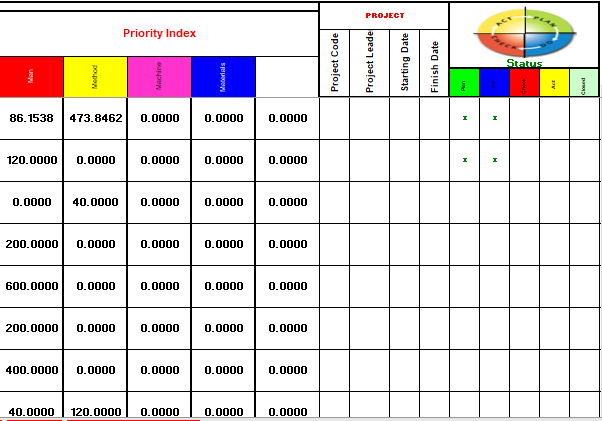 PROJECT
Priority Index
ACT PLAN
CHECK DO
Status
Man Method Machine Materiels Project Code Project Leade Starting Date Finish Date Plan Do Check Act Closed
86.1538 473.8462 0.0000 0.0000 0.0000 x x
120.0000 0.0000 0.0000 0.0000 0.0000 x x
0.0000 40.0000 0.0000 0.0000 0.0000
200.0000 0.0000 0.0000 0.0000 0.0000
600.0000 0.0000 0.0000 0.0000 0.0000
200.0000 0.0000 0.0000 0.0000 0.0000
400.0000 0.0000 0.0000 0.0000 0.0000
40.0000 120.0000 0.0000 0.0000 0.0000